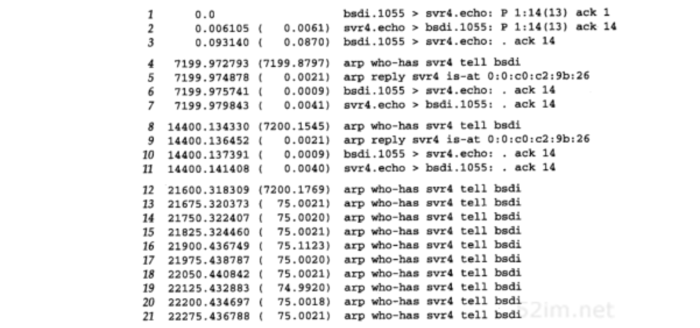 1 0.0 bsdi.1055 > svr4.echo: P 1:14(13) ack 1
2 0.006105 ( 0.0061) svr4.echo > bsdi.1055: P 1:14(13) ack 14
3 0.093140 ( 0.0870) bsdi.1055 > svr4.echo: . ack 14
4 7199.972793 (7199.8797) arp who-has svr4 tell bsdi
5 7199.974878 ( 0.0021) arp reply svr4 is-at 0:0:c0:c2:9b:26
6 7199.975741 ( 0.0009) bsdi.1055 > svr4.echo: . ack 14
7 7199.979843 ( 0.0041) svr4.echo > bsdi.1055: . ack 14
8 14400.134330 (7200.1545) arp who-has svr4 tell bsdi
9 14400.136452 ( 0.0021) arp reply svr4 is-at 0:0:c0:c2:9b:26
10 14400.137391 ( 0.0009) bsdi.1055 > svr4.echo: . ack 14
11 14400.141408 ( 0.0040) svr4.echo > bsdi.1055: . ack 14
12 21600.318309 (7200.1769) arp who-has svr4 tell bsdi
13 21675.320373 ( 75.0021) arp who-has svr4 tell bsdi
14 21750.322407 ( 75.0020) arp who-has svr4 tell bsdi
15 21825.324460 ( 75.0021) arp who-has svr4 tell bsdi
16 21900.436749 ( 75.1123) arp who-has svr4 tell bsdi
17 21975.438787 ( 75.0020) arp who-has svr4 tell bsdi
18 22050.440842 ( 75.0021) arp who-has svr4 tell bsdi
19 22125.432883 ( 74.9920) arp who-has svr4 tell bsdi
20 22200.434697 ( 75.0018) arp who-has svr4 tell bsdi
21 22275.436788 ( 75.0021) arp who-has svr4 tell bsdi